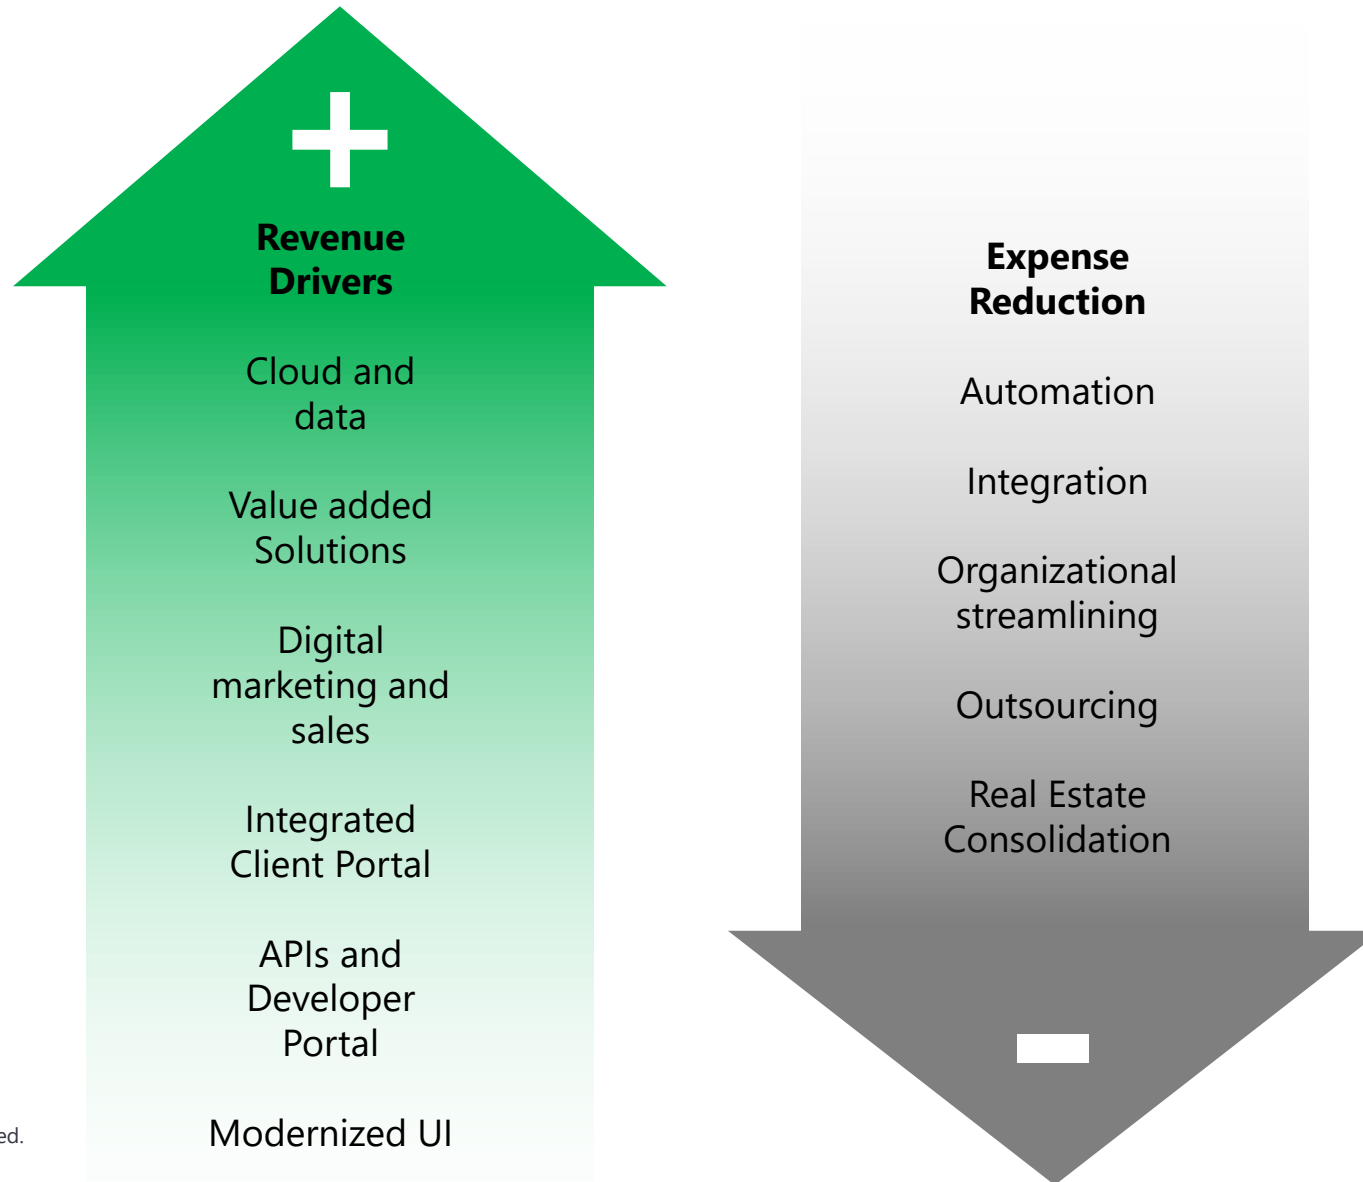 Revenue
Drivers
Cloud and
data
Value added
Solutions
Digital
marketing and
sales
Integrated
Client Portal
APIs and
Developer
Portal
Modernized UI
Expense
Reduction
Automation
Integration
Organizational
streamlining
Outsourcing
Real Estate
Consolidation